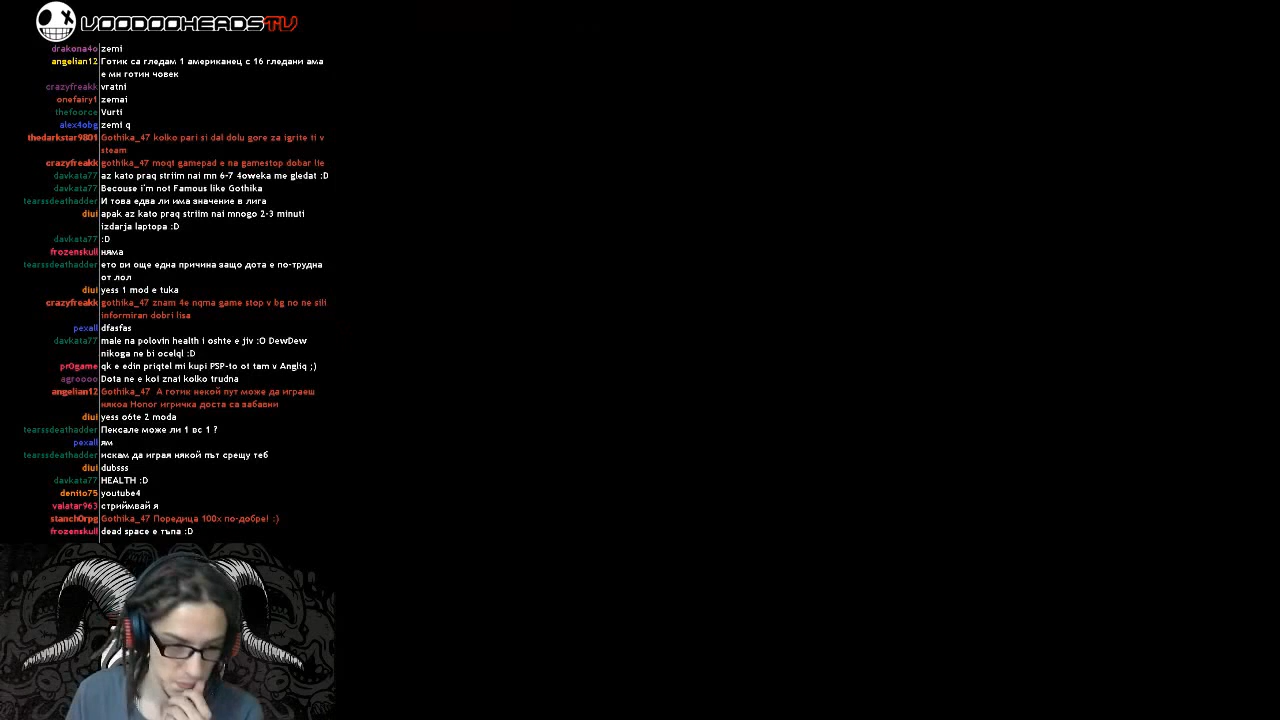 VOODOOHEADSTV
drakona4o zemi
angelian12 Готик са гледам 1 американец с 16 гледани ама
е мн готин човек
crazyfreakk vratni
onefairy1 zemai
thefoorce Vurti
alex4obg zemi q
thedarkstar9801 Gothika_47 kolko pari si dal dolu gore za igrite ti v
steam
crazyfreakk gothika_47 moqt gamepad e na gamestop dobar lie
davkata77 az kato praq striim nai mn 6-7 4oweka me gledat :D
davkata77 Becouse i'm not Famous like Gothika
tearssdeathadder И това едва ли има значение в лига
diui apak az kato praq striim nai mnogo 2-3 minuti
izdarja laptopa :D
davkata77 :D
frozenskull няма
tearssdeathadder ето ви още една причина защо дота е по-трудна
от лол
diui yess 1 mod e tuka
crazyfreakk gothika_47 znam 4e nqma game stop v bg no ne sili
informiran dobri lisa
pexall dfasfas
davkata77 male na polovin health i oshte e jiv :O DewDew
nikoga ne bi ocelql :D
pr0game qk e edin priqtel mi kupi PSP-to ot tam v Angliq ;)
agroooo Dota ne e koi znai kolko trudna
angelian12 Gothika_47 А готик некой пут може да играеш
някоа Honor игричка доста са забавни
diui yess o6te 2 moda
tearssdeathadder Пексале може ли 1 вс 1 ?
pexall ям
tearssdeathadder искам да играя някой път срещу теб
diui dubsss
davkata77 HEALTH :D
denito75 youtube4
valatar963 стриймвай я
stanch0rpg Gothika_47 Поредица 100x по-добре! :)
frozenskull dead space е тъпа :D